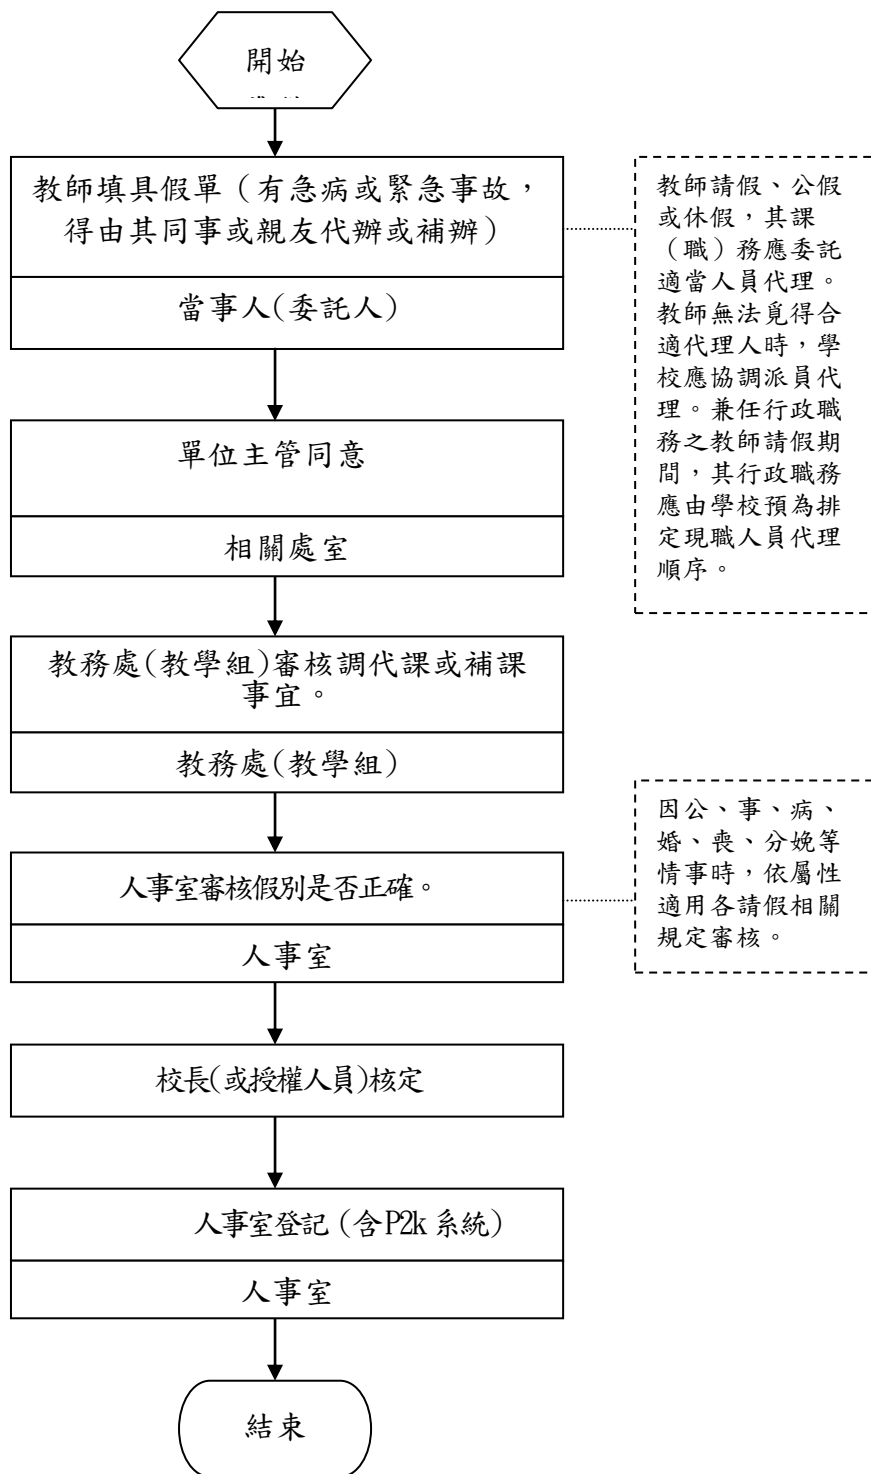 開始
教師填具假單（有急病或緊急事故，
得由其同事或親友代辦或補辦）
當事人(委託人)
教師請假、公假
或休假，其課
（職）務應委託
適當人員代理。
教師無法覓得合
適代理人時，學
校應協調派員代
理。兼任行政職
務之教師請假期
間，其行政職務
應由學校預為排
定現職人員代理
順序。
單位主管同意
相關處室
教務處(教學組)審核調代課或補課
事宜。
教務處(教學組)
人事室審核假別是否正確。
人事室
因公、事、病、
婚、喪、分娩等
情事時，依屬性
適用各請假相關
規定審核。
校長(或授權人員)核定
人事室登記 (含P2k 系統)
人事室
結束